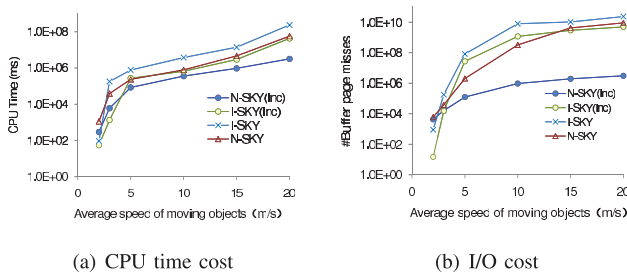 1.0E+08
1.0E+06
1.0E+04
1.0E+02
1.0E+00
CPU Time (ms)
N-SKY(Inc)
I-SKY(Inc)
I-SKY
N-SKY
0 5 10 15 20
Average speed of moving objects (m/s)
(a) CPU time cost
1.0E+10
1.0E+08
1.0E+06
1.0E+04
1.0E+02
1.0E+00
#Buffer page misses
N-SKY(Inc)
I-SKY(Inc)
I-SKY
N-SKY
0 5 10 15 20
Average speed of moving objects (m/s)
(b) I/O cost